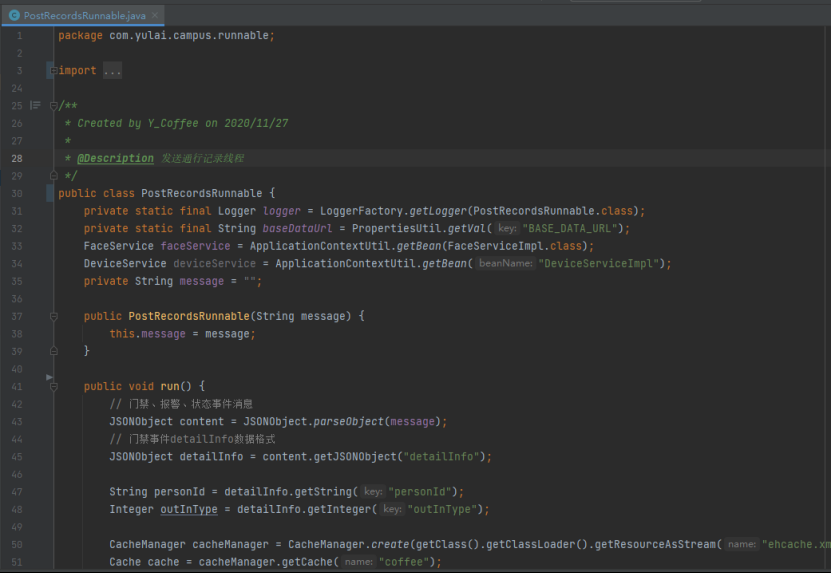 PostRecordsRunnable.java
1 package com.yulai.campus.runnable;
2
3 import ...
24
25 /**
26 * Created by Y_Coffee on 2020/11/27
27 *
28 * @Description 发送通行记录线程
29 */
30 public class PostRecordsRunnable {
31 private static final Logger logger = LoggerFactory.getLogger(PostRecordsRunnable.class);
32 private static final String baseDataUrl = PropertiesUtil.getVal( key: "BASE_DATA_URL");
33 FaceService faceService = ApplicationContextUtil.getBean(FaceServiceImpl.class);
34 DeviceService deviceService = ApplicationContextUtil.getBean( beanName: "DeviceServiceImpl");
35 private String message = "";
36
37 public PostRecordsRunnable(String message) {
38 this.message = message;
39 }
40
41 public void run() {
42 // 门禁、报警、状态事件消息
43 JSONObject content = JSONObject.parseObject(message);
44 // 门禁事件detailInfo数据格式
45 JSONObject detailInfo = content.getJSONObject("detailInfo");
46
47 String personId = detailInfo.getString( key: "personId");
48 Integer outInType = detailInfo.getInteger( key: "outInType");
49
50 CacheManager cacheManager = CacheManager.create(getClass().getClassLoader().getResourceAsStream( name: "ehcache.xm
51 Cache cache = cacheManager.getCache( name: "coffee");